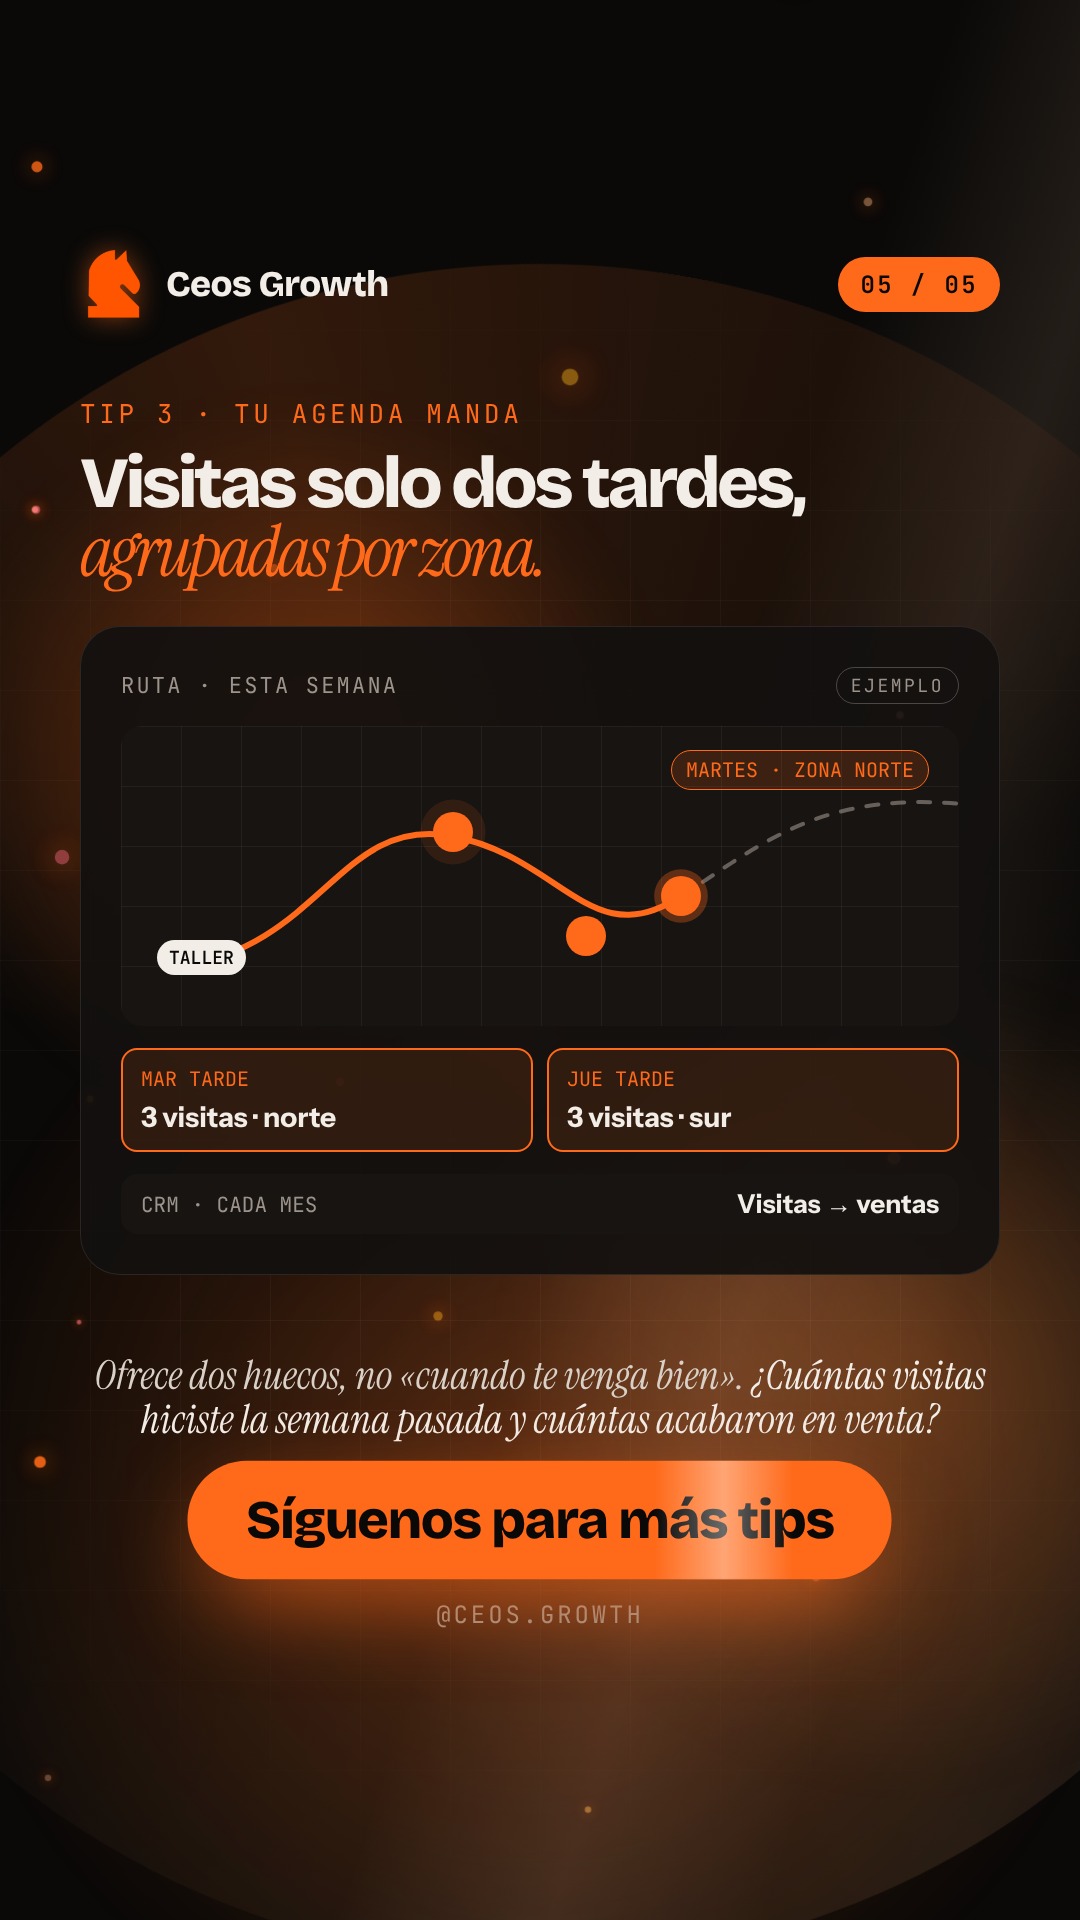 Ceos Growth
05 / 05
TIP 3 · TU AGENDA MANDA
Visitas solo dos tardes,
agrupadas por zona.
RUTA · ESTA SEMANA
EJEMPLO
MARTES · ZONA NORTE
TALLER
MAR TARDE
3 visitas · norte
JUE TARDE
3 visitas · sur
CRM · CADA MES
Visitas → ventas
Ofrece dos huecos, no «cuando te venga bien». ¿Cuántas visitas
hiciste la semana pasada y cuántas acabaron en venta?
Síguenos para más tips
@CEOS.GROWTH